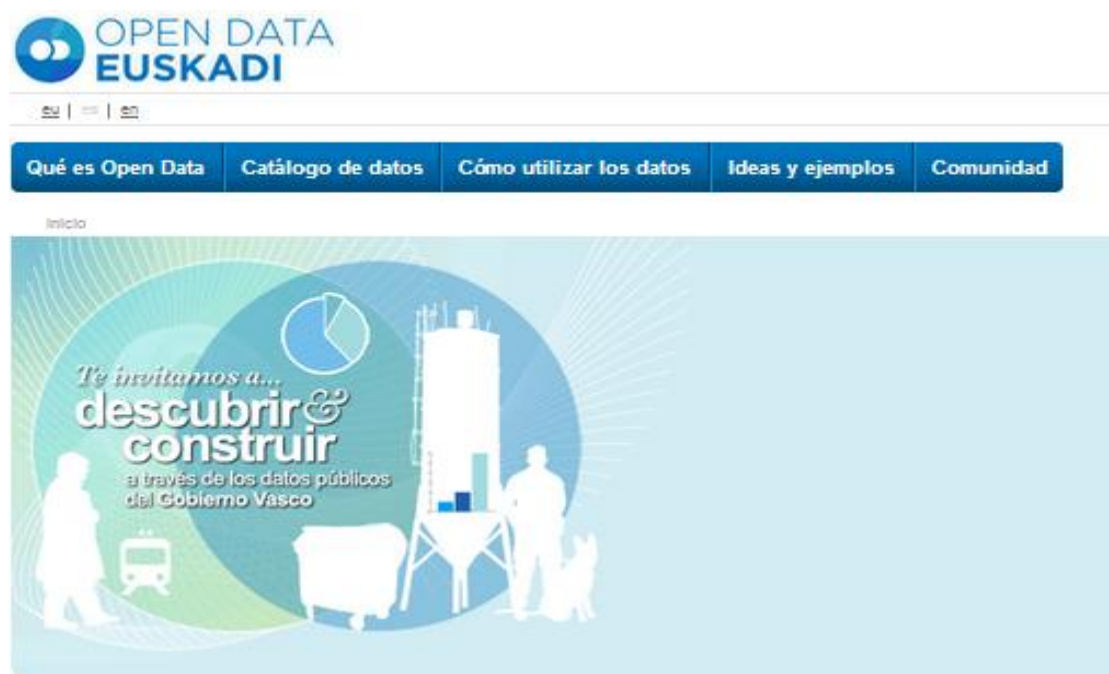 OPEN DATA
EUSKADI
eu | es | en
Qué es Open Data Catálogo de datos Cómo utilizar los datos Ideas y ejemplos Comunidad
Inicio
Te invitamos a...
descubrir&
construir
a través de los datos públicos
del Gobierno Vasco